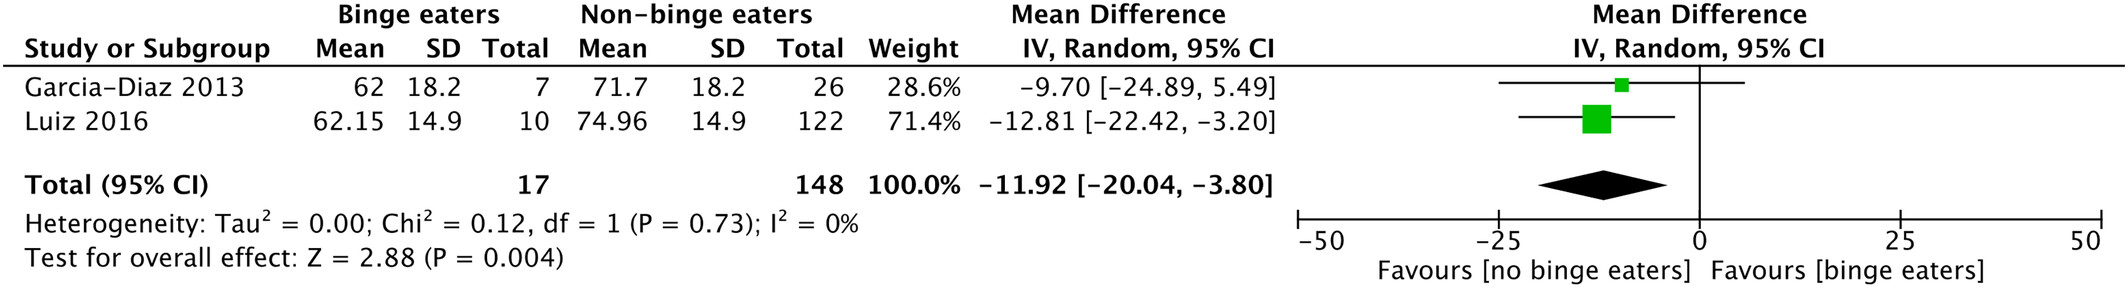 Binge eaters Non-binge eaters Mean Difference Mean Difference
Study or Subgroup Mean SD Total Mean SD Total Weight IV, Random, 95% CI IV, Random, 95% CI
Garcia-Diaz 2013 62 18.2 7 71.7 18.2 26 28.6% −9.70 [−24.89, 5.49]
Luiz 2016 62.15 14.9 10 74.96 14.9 122 71.4% −12.81 [−22.42, −3.20]
Total (95% CI) 17 148 100.0% −11.92 [−20.04, −3.80]
Heterogeneity: Tau² = 0.00; Chi² = 0.12, df = 1 (P = 0.73); I² = 0%
Test for overall effect: Z = 2.88 (P = 0.004)
−50 −25 0 25 50
Favours [no binge eaters] Favours [binge eaters]